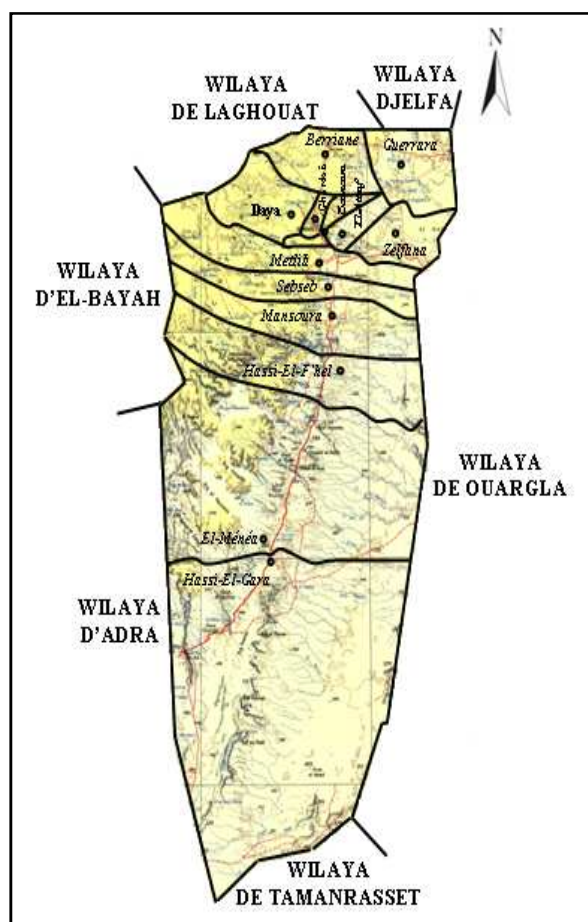 N
WILAYA
DE LAGHOUAT
WILAYA
DJELFA
Berriane
Guerrara
Daya
Zelfana
Metlili
Sebseb
Mansoura
WILAYA
D'EL-BAYAH
Hassi-El-F'hel
WILAYA
DE OUARGLA
El-Ménéa
Hassi-El-Gara
WILAYA
D'ADRA
WILAYA
DE TAMANRASSET